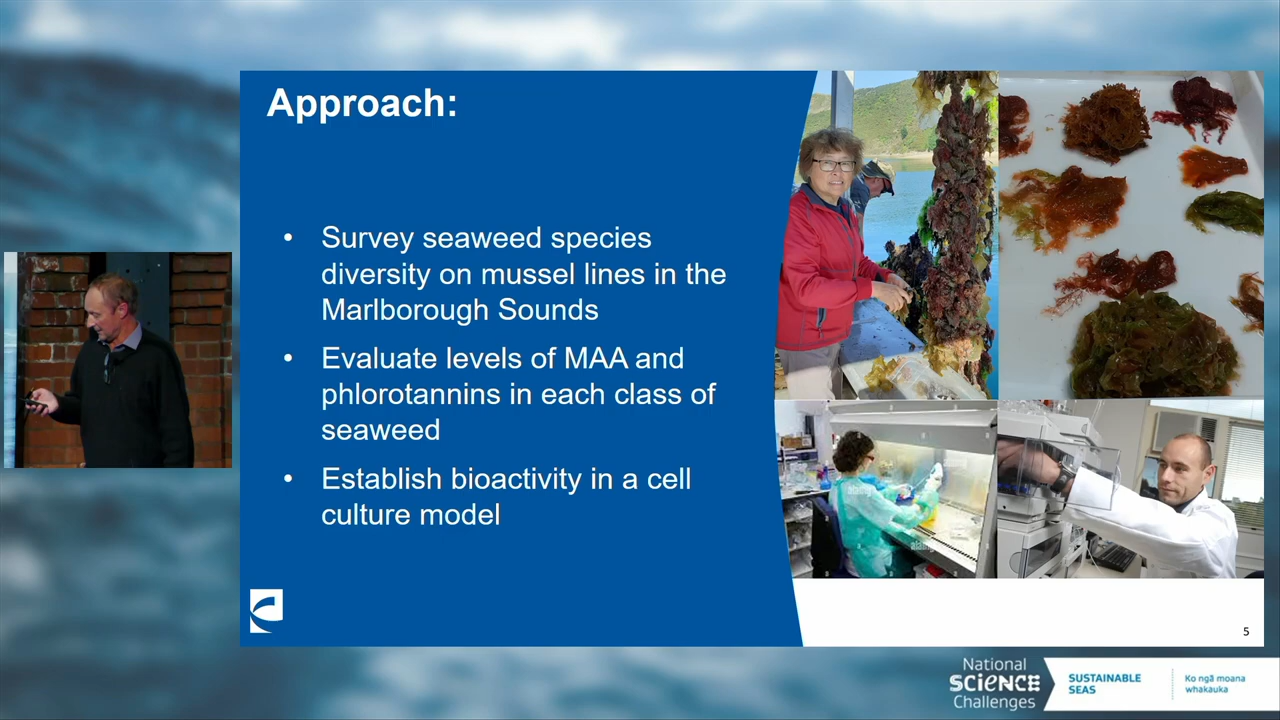 Approach:
• Survey seaweed species
diversity on mussel lines in the
Marlborough Sounds
• Evaluate levels of MAA and
phlorotannins in each class of
seaweed
• Establish bioactivity in a cell
culture model
5
National
SCiENCE
Challenges
SUSTAINABLE
SEAS
Ko ngā moana
whakauka